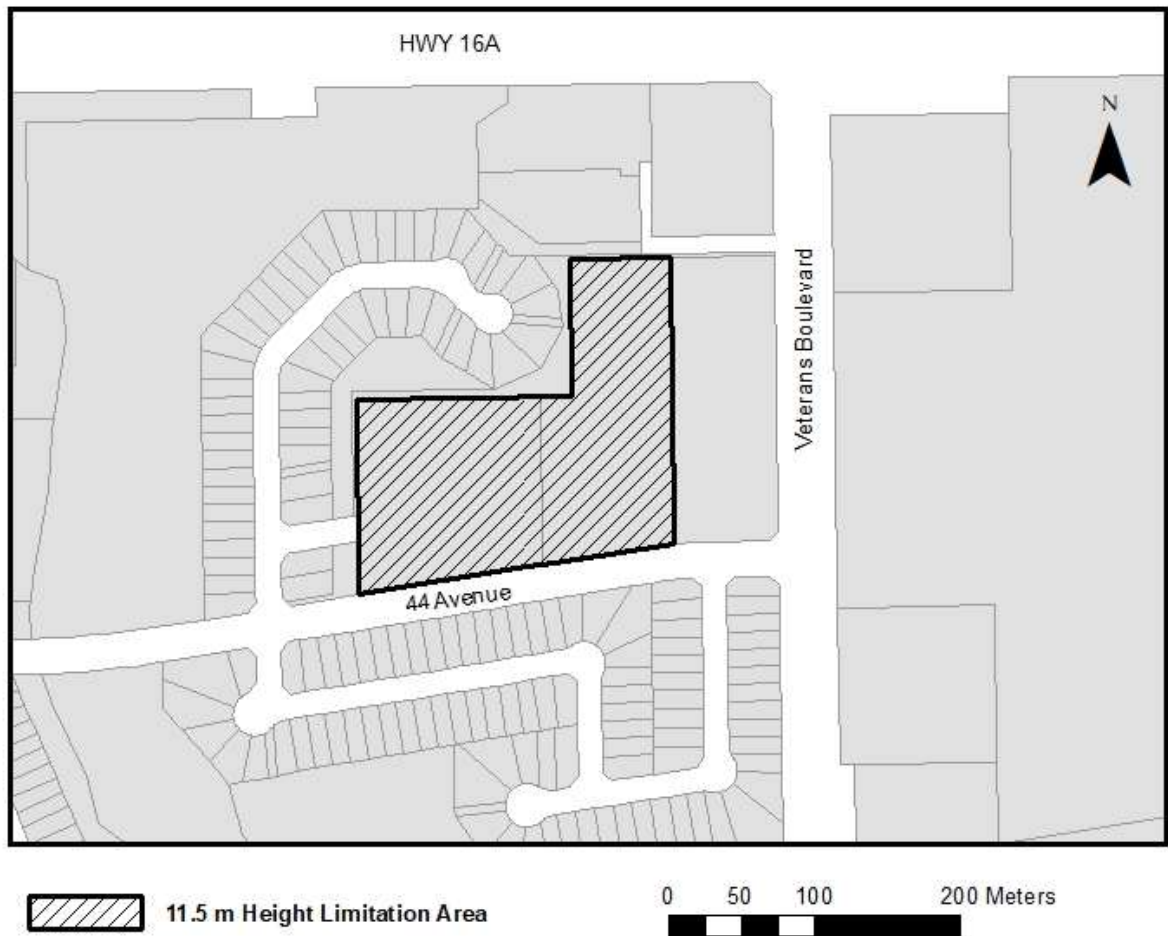 HWY 16A
N
Veterans Boulevard
44 Avenue
11.5 m Height Limitation Area
0 50 100 200 Meters